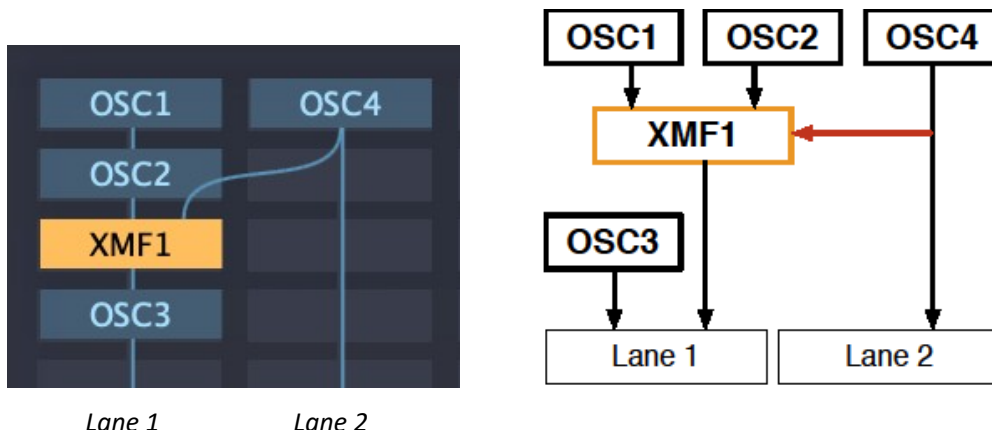 OSC1 OSC4
OSC2
XMF1
OSC3
Lane 1 Lane 2
OSC1 OSC2 OSC4
XMF1
OSC3
Lane 1 Lane 2